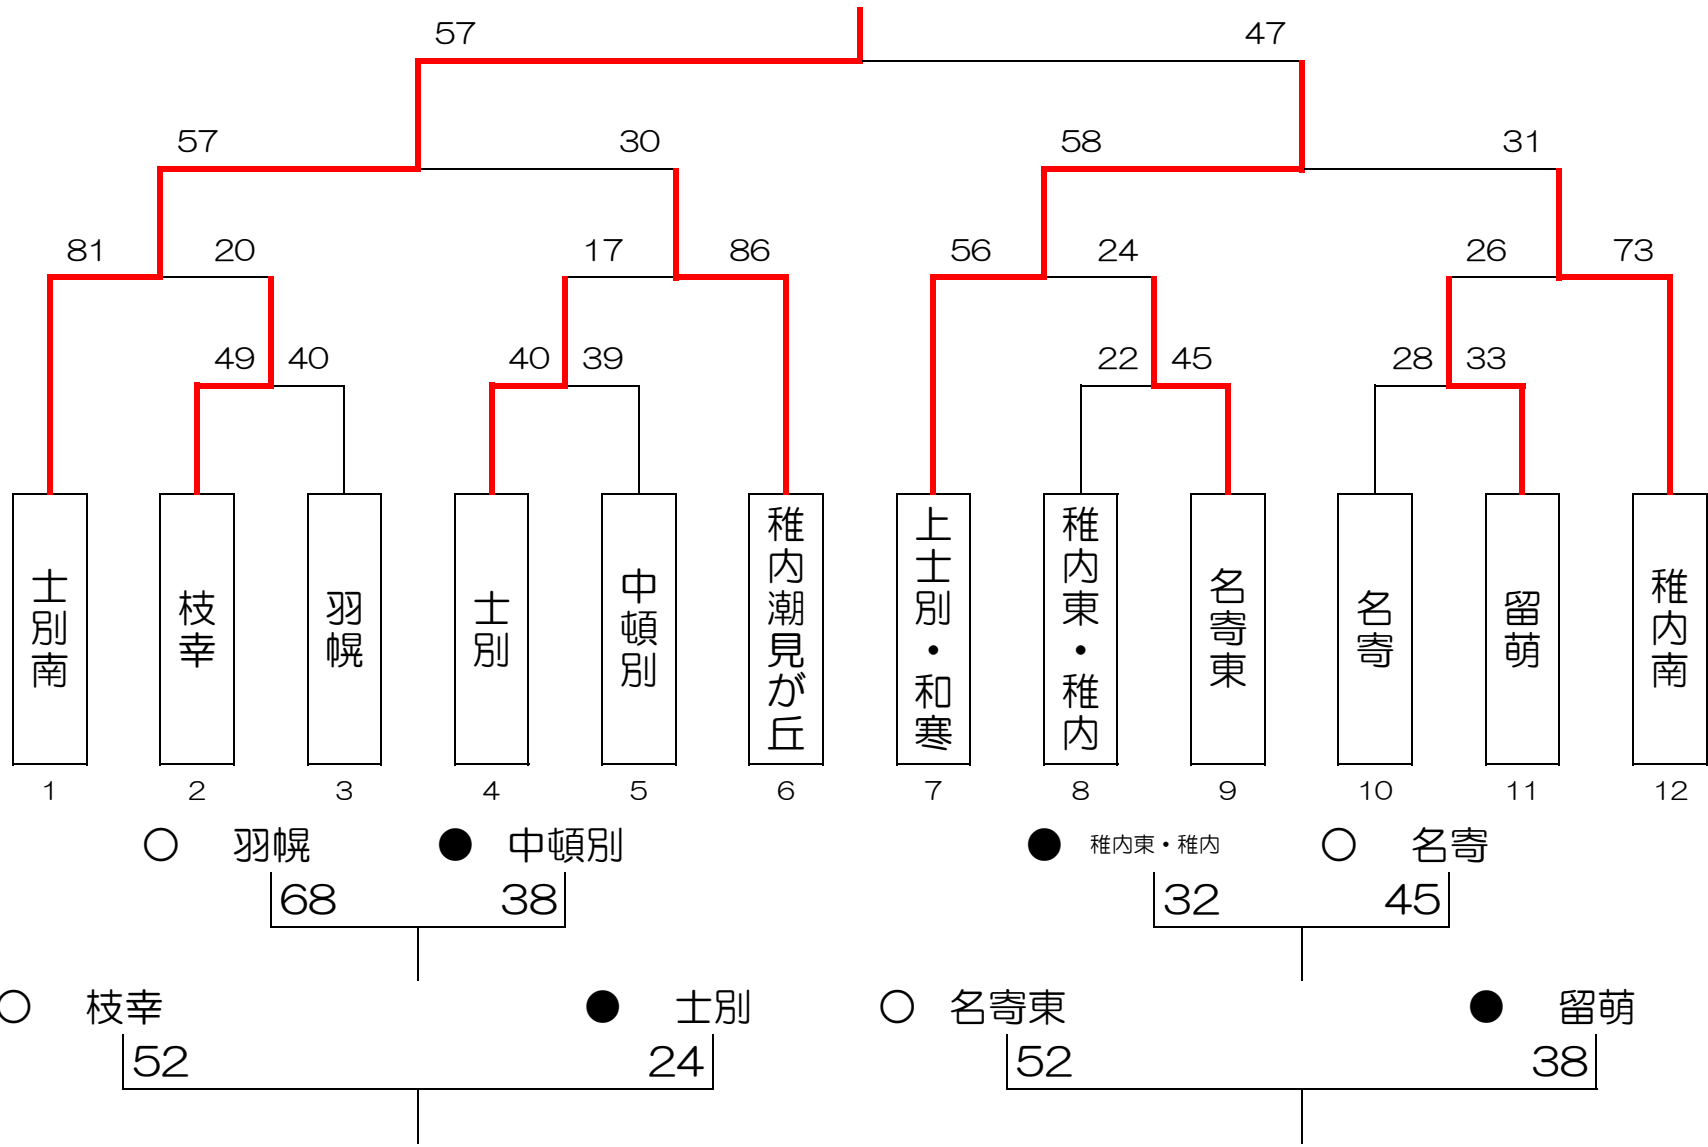 57 47
57 30 58 31
81 20 17 86 56 24 26 73
49 40 40 39 22 45 28 33
士別南
枝幸
羽幌
士別
中頓別
稚内潮見が丘
上士別・和寒
稚内東・稚内
名寄東
名寄
留萌
稚内南
1 2 3 4 5 6 7 8 9 10 11 12
○ 羽幌 ● 中頓別 ● 稚内東・稚内 ○ 名寄
68 38 32 45
○ 枝幸 ● 士別 ○ 名寄東 ● 留萌
52 24 52 38